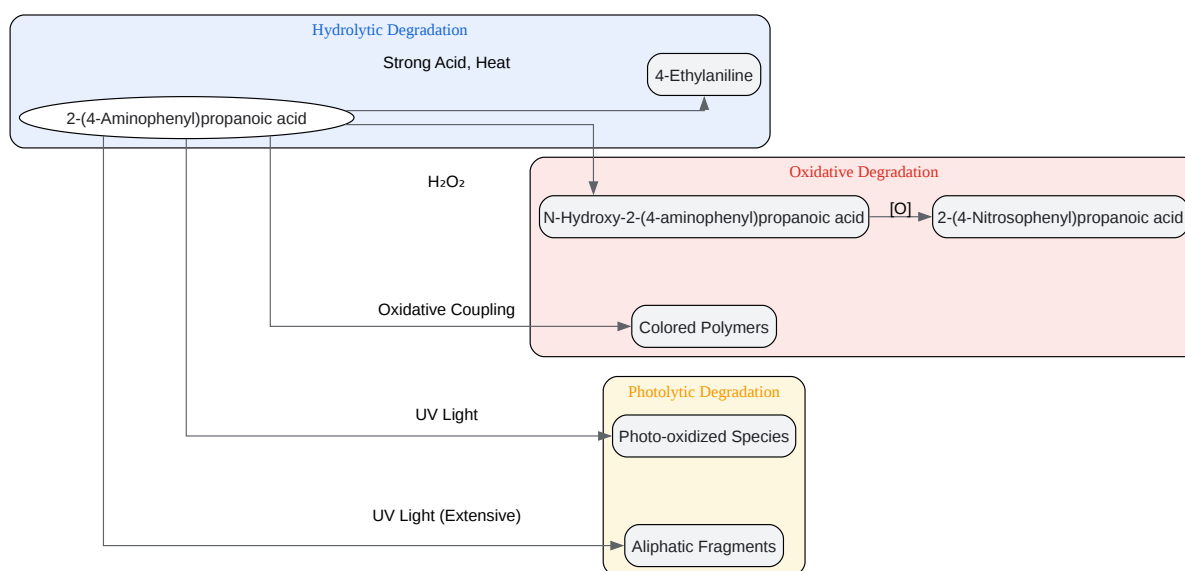 Hydrolytic Degradation
Strong Acid, Heat
4-Ethylaniline
2-(4-Aminophenyl)propanoic acid
Oxidative Degradation
H₂O₂
N-Hydroxy-2-(4-aminophenyl)propanoic acid
[O]
2-(4-Nitrosophenyl)propanoic acid
Oxidative Coupling
Colored Polymers
Photolytic Degradation
UV Light
Photo-oxidized Species
UV Light (Extensive)
Aliphatic Fragments